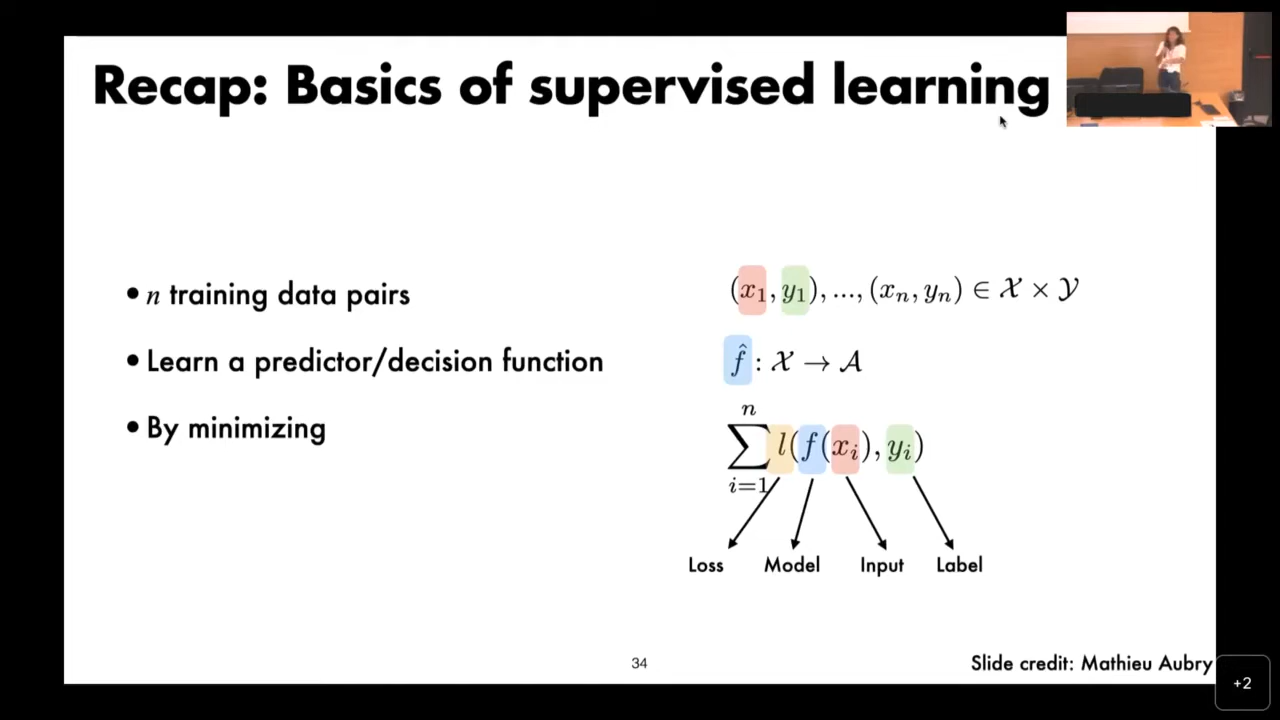 Recap: Basics of supervised learning
• n training data pairs
(x₁, y₁), ..., (xₙ, yₙ) ∈ 𝒳 × 𝒴
• Learn a predictor/decision function
f̂ : 𝒳 → 𝒜
• By minimizing
n
∑ l(f(xᵢ), yᵢ)
i=1
Loss Model Input Label
34
Slide credit: Mathieu Aubry
+2